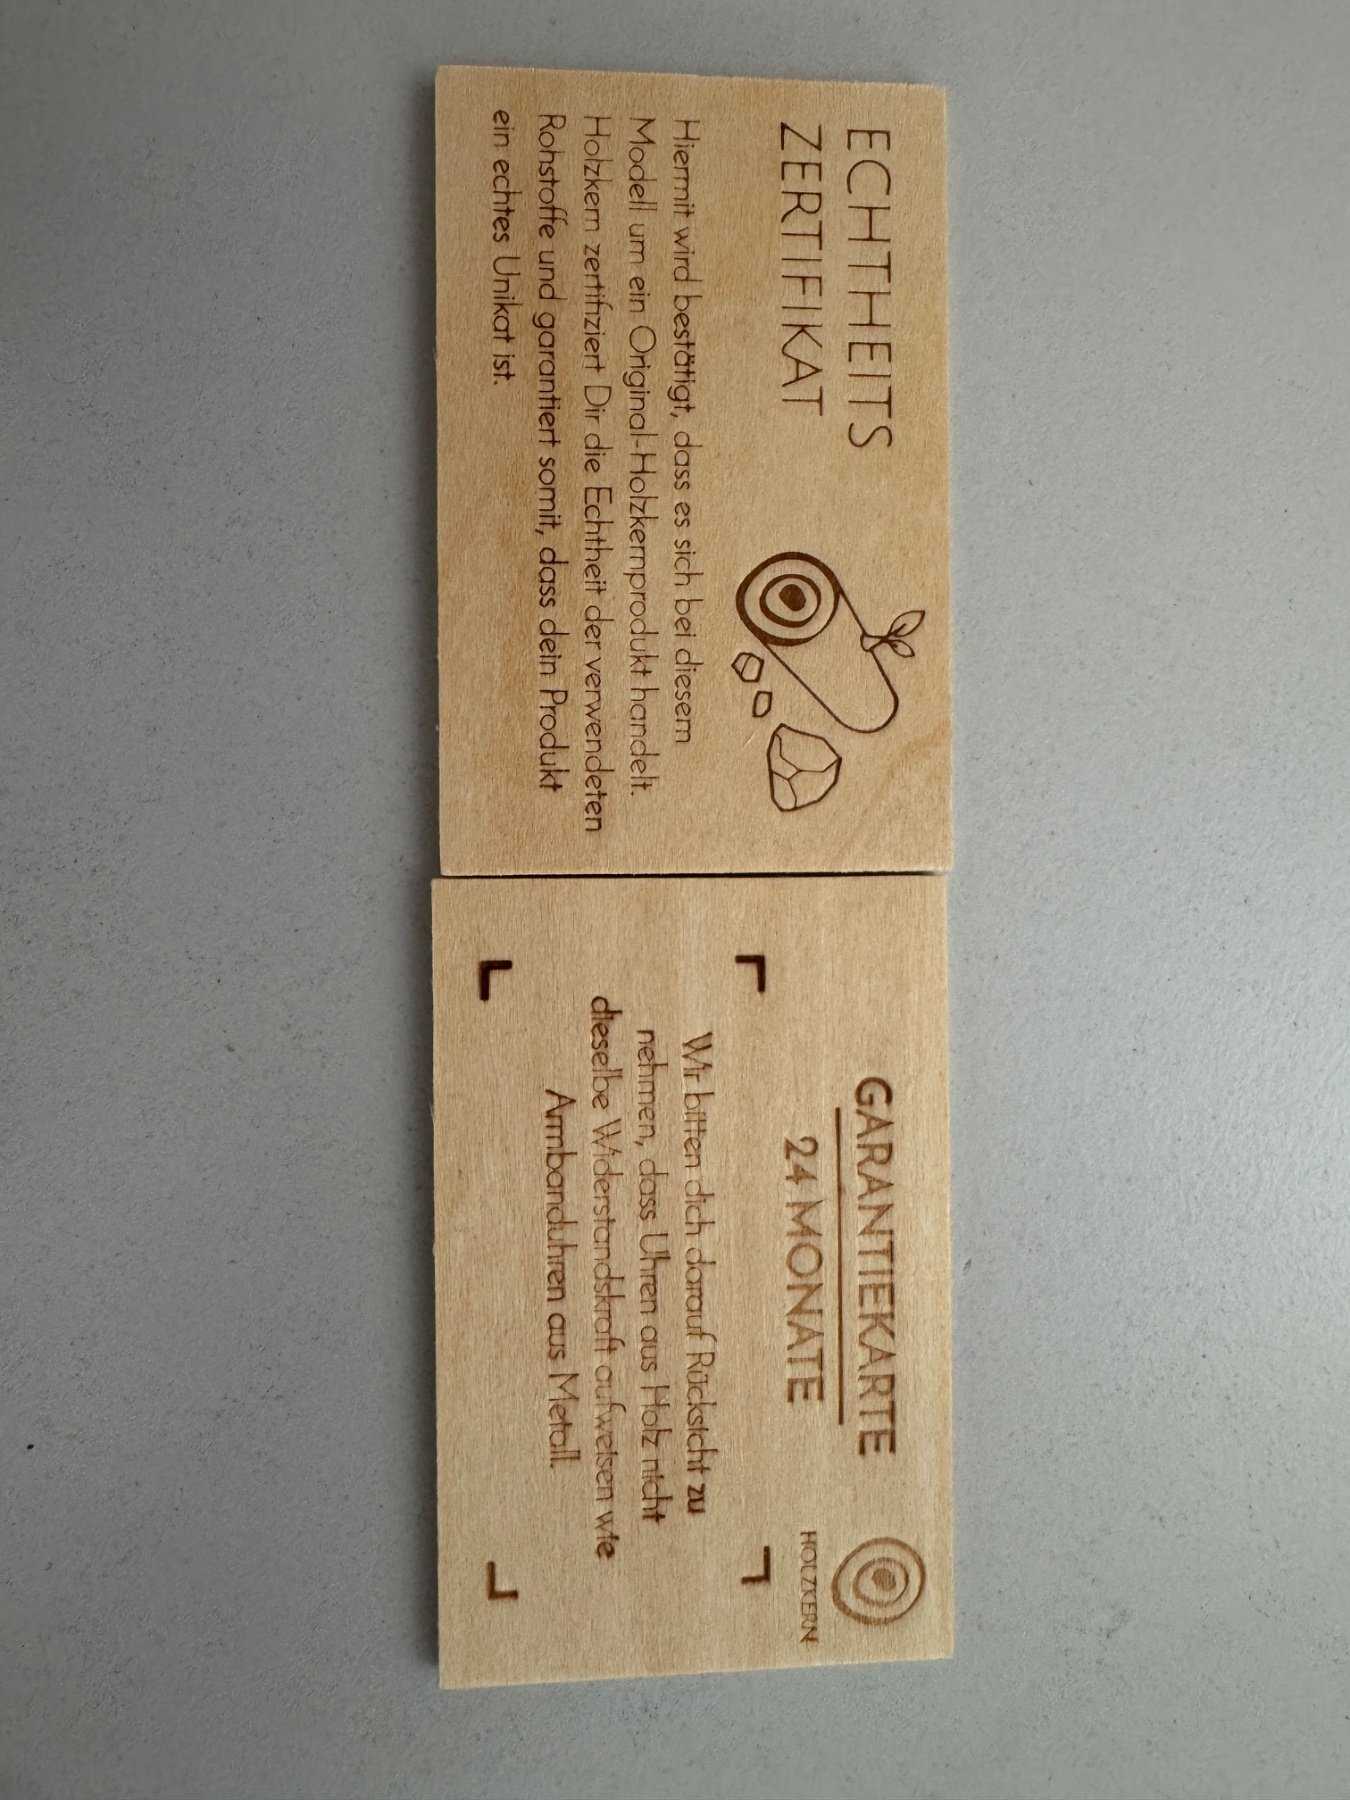 ECHTHEITS
ZERTIFIKAT
Hiermit wird bestätigt, dass es sich bei diesem
Modell um ein Original-Holzkernprodukt handelt.
Holzkern zertifiziert Dir die Echtheit der verwendeten
Rohstoffe und garantiert somit, dass dein Produkt
ein echtes Unikat ist.
GARANTIEKARTE
24 MONATE
HOLZKERN
Wir bitten dich darauf Rücksicht zu
nehmen, dass Uhren aus Holz nicht
dieselbe Widerstandskraft aufweisen wie
Armbanduhren aus Metall.